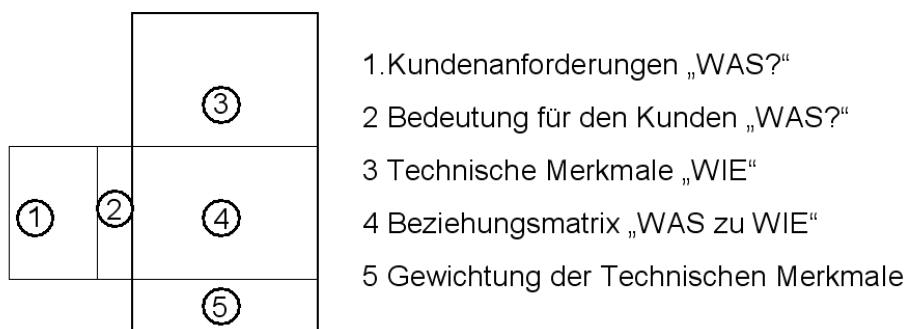 3
1
2
4
5
1.Kundenanforderungen „WAS?“
2 Bedeutung für den Kunden „WAS?“
3 Technische Merkmale „WIE“
4 Beziehungsmatrix „WAS zu WIE“
5 Gewichtung der Technischen Merkmale